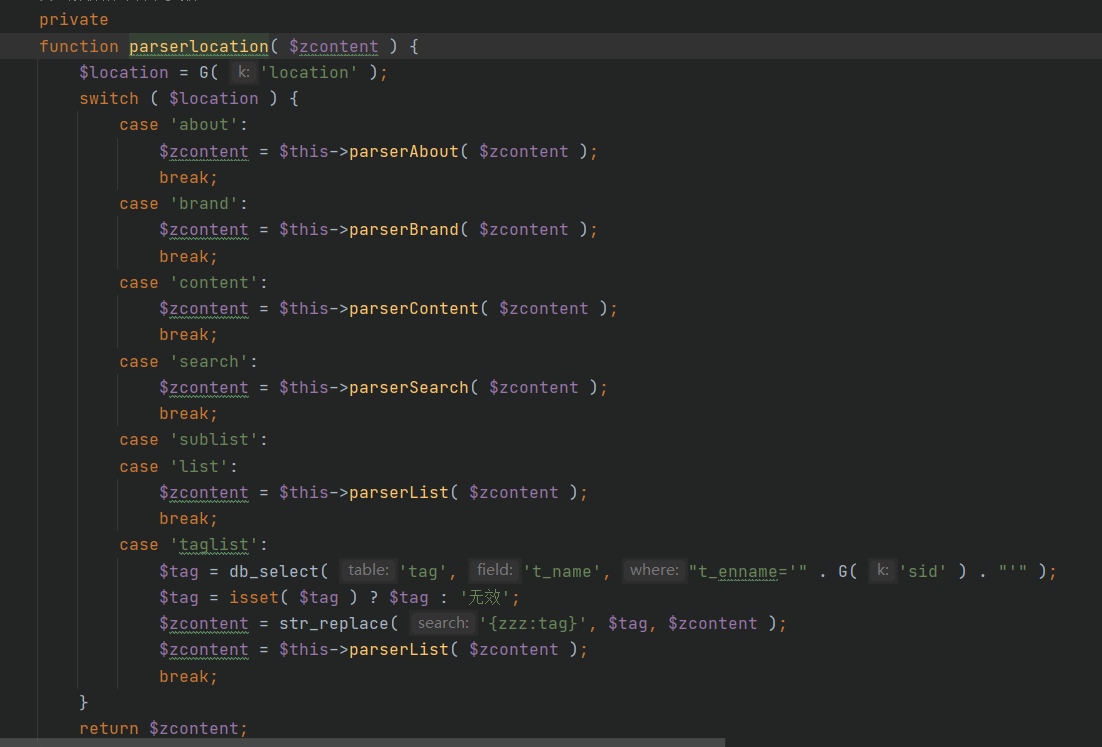 private
function parserlocation( $zcontent ) {
$location = G( k: 'location' );
switch ( $location ) {
case 'about':
$zcontent = $this->parserAbout( $zcontent );
break;
case 'brand':
$zcontent = $this->parserBrand( $zcontent );
break;
case 'content':
$zcontent = $this->parserContent( $zcontent );
break;
case 'search':
$zcontent = $this->parserSearch( $zcontent );
break;
case 'sublist':
case 'list':
$zcontent = $this->parserList( $zcontent );
break;
case 'taglist':
$tag = db_select( table: 'tag', field: 't_name', where: "t_enname='" . G( k: 'sid' ) . "'" );
$tag = isset( $tag ) ? $tag : '无效';
$zcontent = str_replace( search: '{zzz:tag}', $tag, $zcontent );
$zcontent = $this->parserList( $zcontent );
break;
}
return $zcontent;